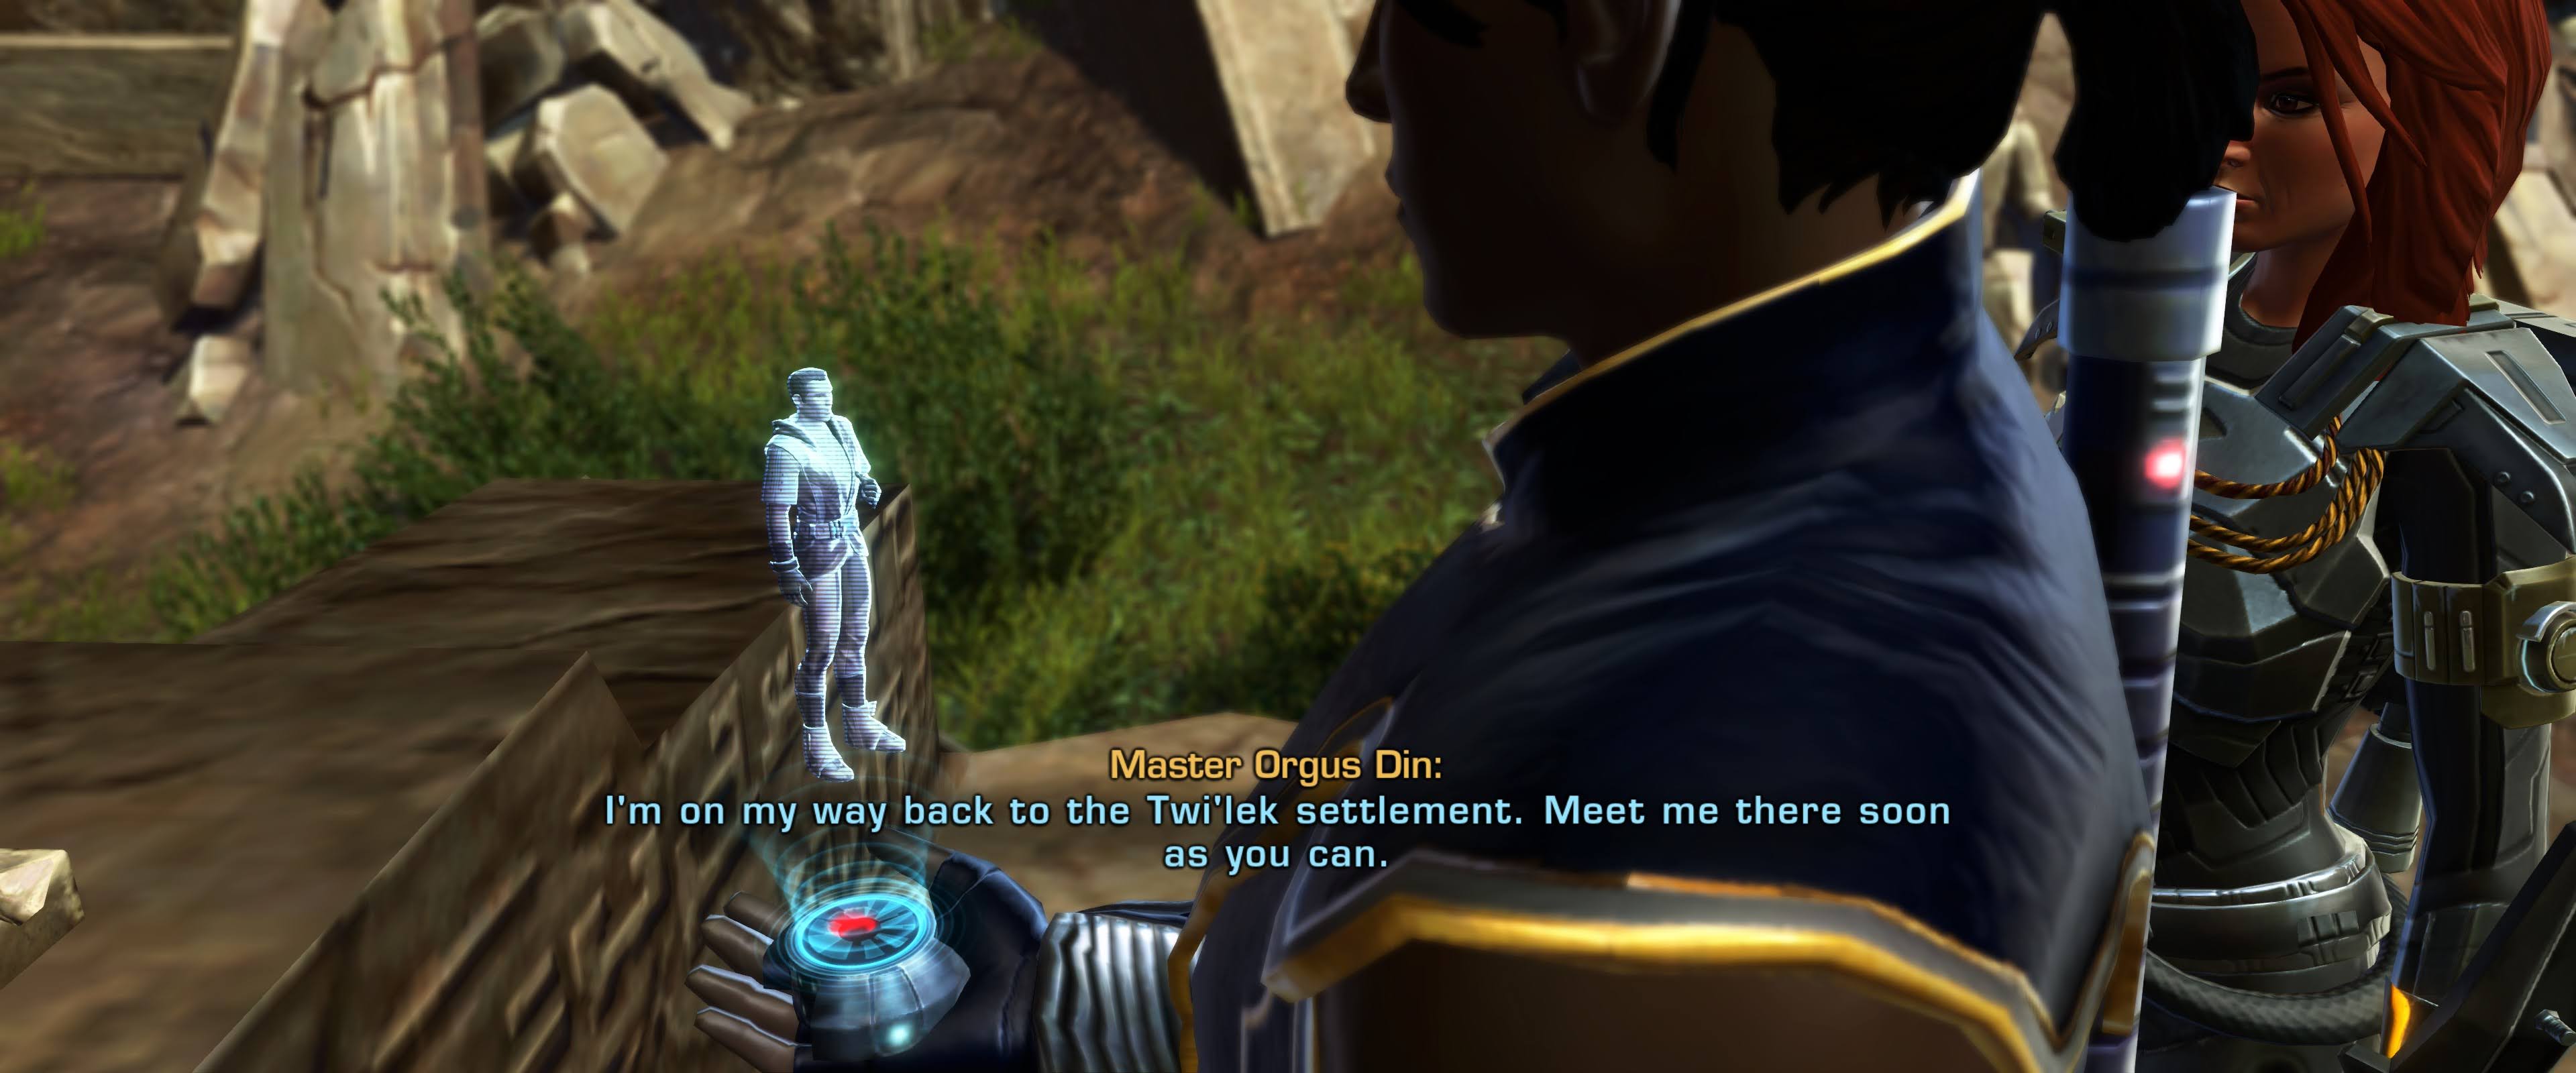 Master Orgus Din:
I'm on my way back to the Twi'lek settlement. Meet me there soon
as you can.